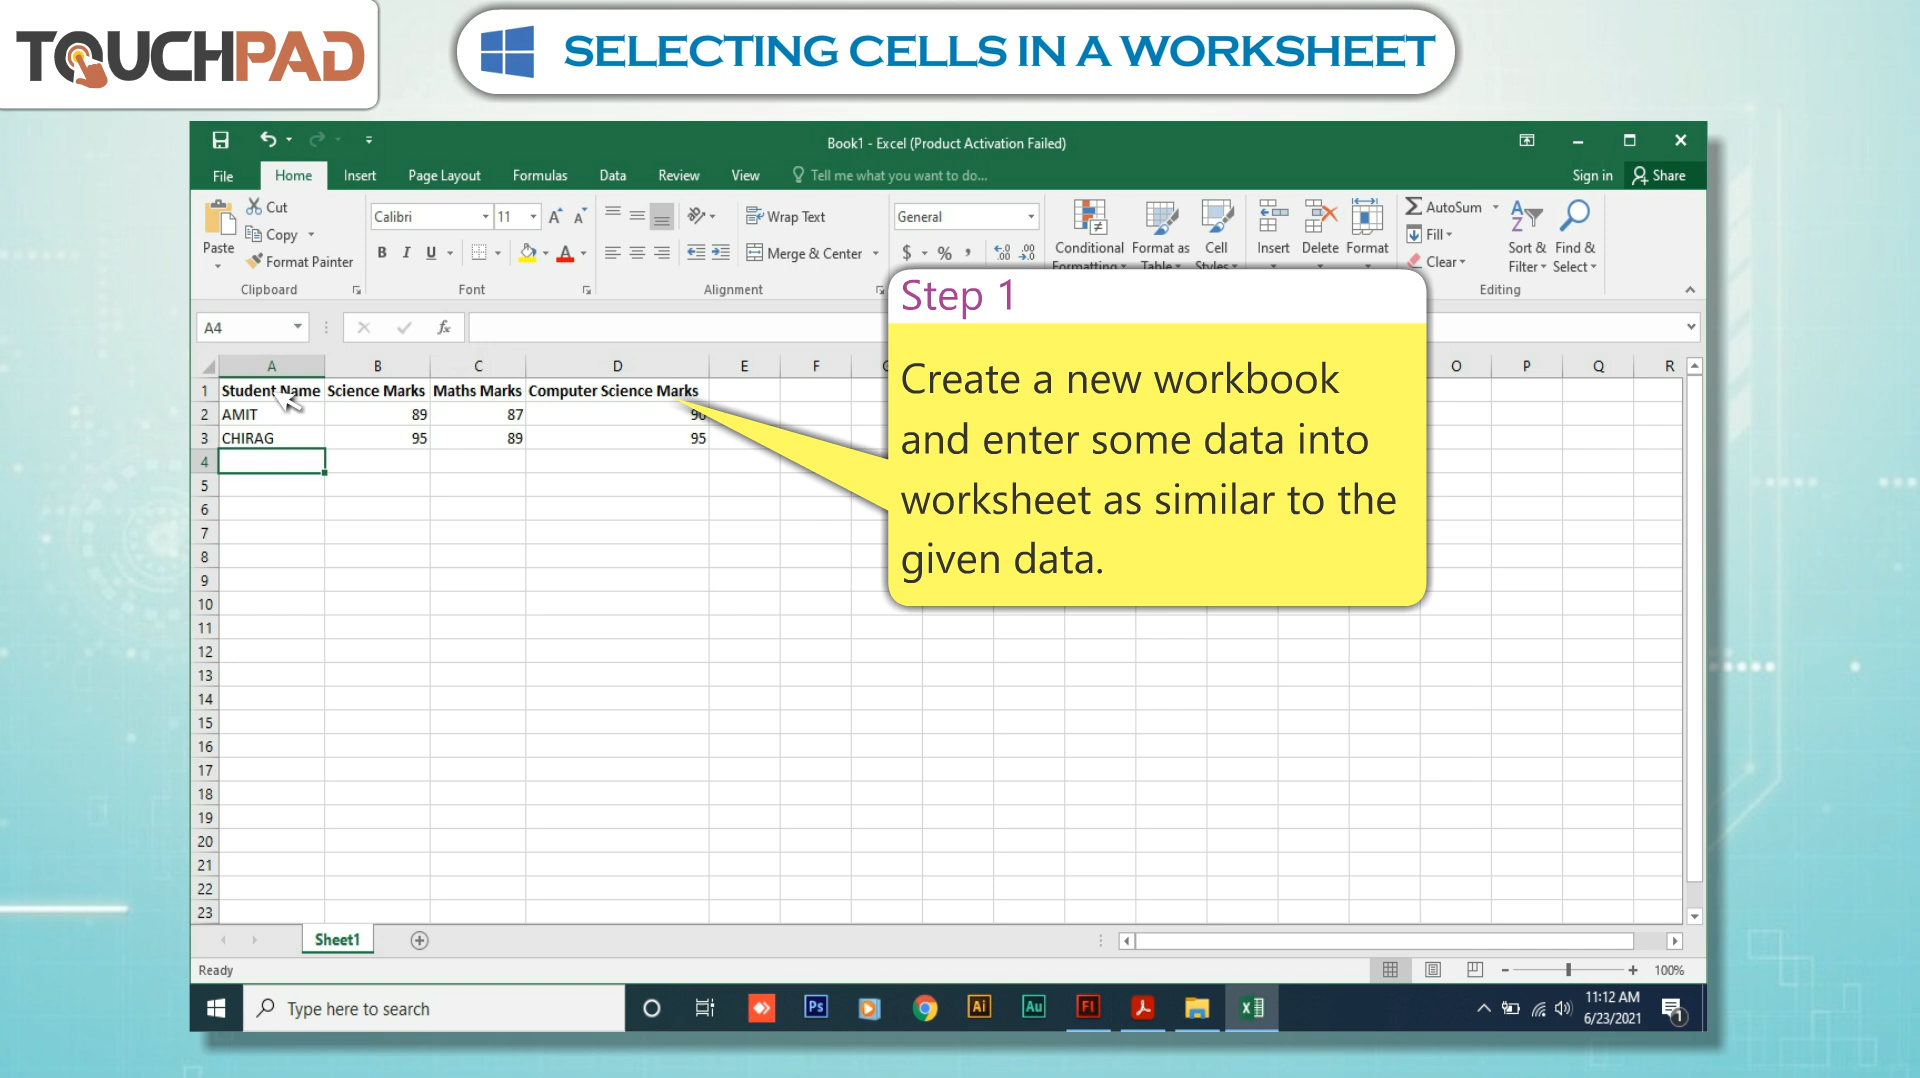 TOUCHPAD
SELECTING CELLS IN A WORKSHEET
Book1 - Excel (Product Activation Failed)
File Home Insert Page Layout Formulas Data Review View Tell me what you want to do... Sign in Share
Cut
Copy
Format Painter
Paste
Clipboard
Calibri 11
B I U
Font
Wrap Text
Merge & Center
Alignment
General
$ % ,
Conditional Formatting
Format as Table
Cell Styles
Insert Delete Format
AutoSum
Fill
Clear
Sort & Filter
Find & Select
Editing
A4 fx
A B C D E F O P Q R
1 Student Name Science Marks Maths Marks Computer Science Marks
2 AMIT 89 87
3 CHIRAG 95 89 95
4
5
6
7
8
9
10
11
12
13
14
15
16
17
18
19
20
21
22
23
Step 1
Create a new workbook
and enter some data into
worksheet as similar to the
given data.
Sheet1
Ready 100%
Type here to search Ps Ai Au Fl 11:12 AM
6/23/2021 1